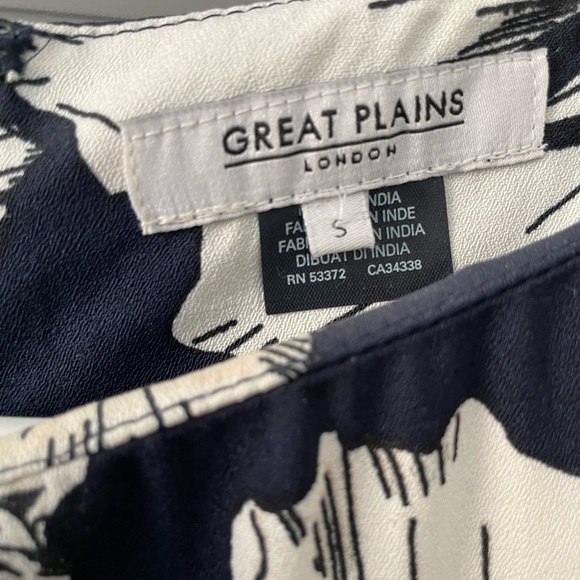 GREAT PLAINS
LONDON
S
INDIA
INDE
INDIA
DIBUAT DI INDIA
RN 53372 CA34338